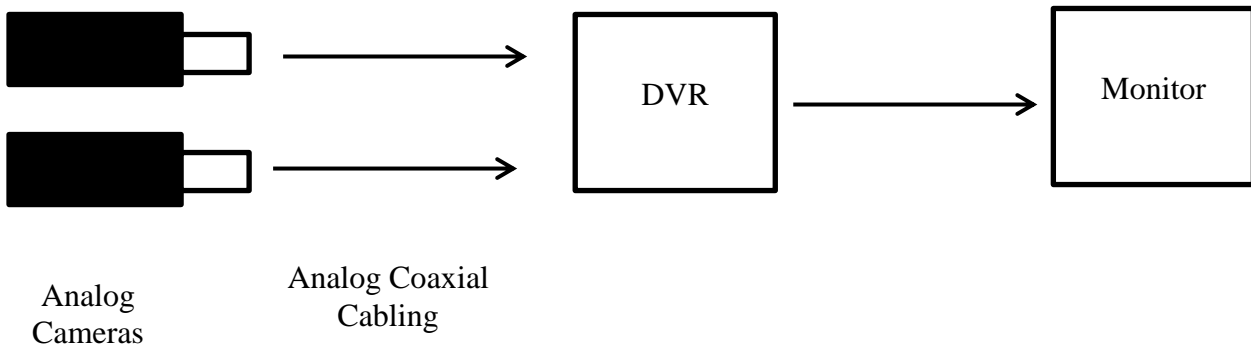 DVR
Monitor
Analog
Cameras
Analog Coaxial
Cabling